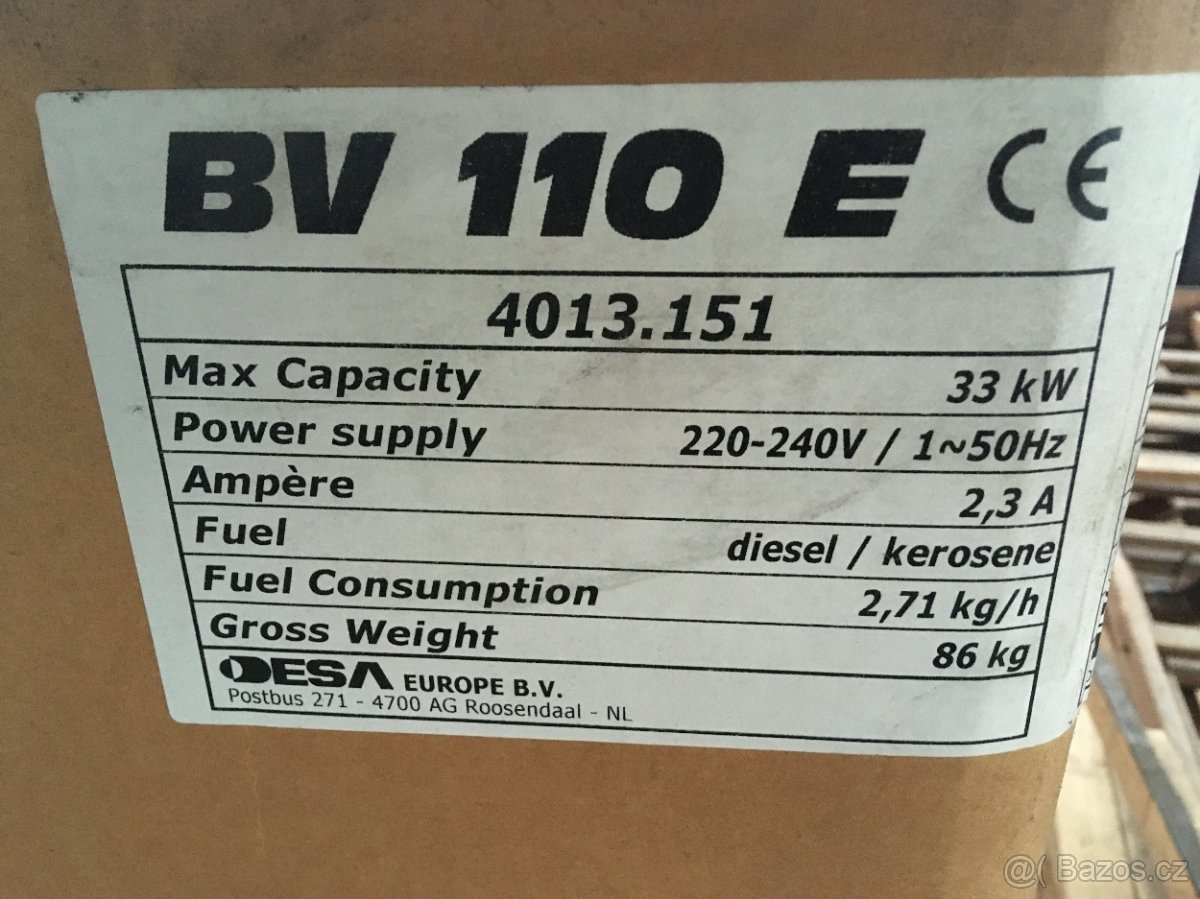 BV 110 E CE
4013.151
Max Capacity 33 kW
Power supply 220-240V / 1~50Hz
Ampère 2,3 A
Fuel diesel / kerosene
Fuel Consumption 2,71 kg/h
Gross Weight 86 kg
DESA EUROPE B.V.
Postbus 271 - 4700 AG Roosendaal - NL
Bazos.cz